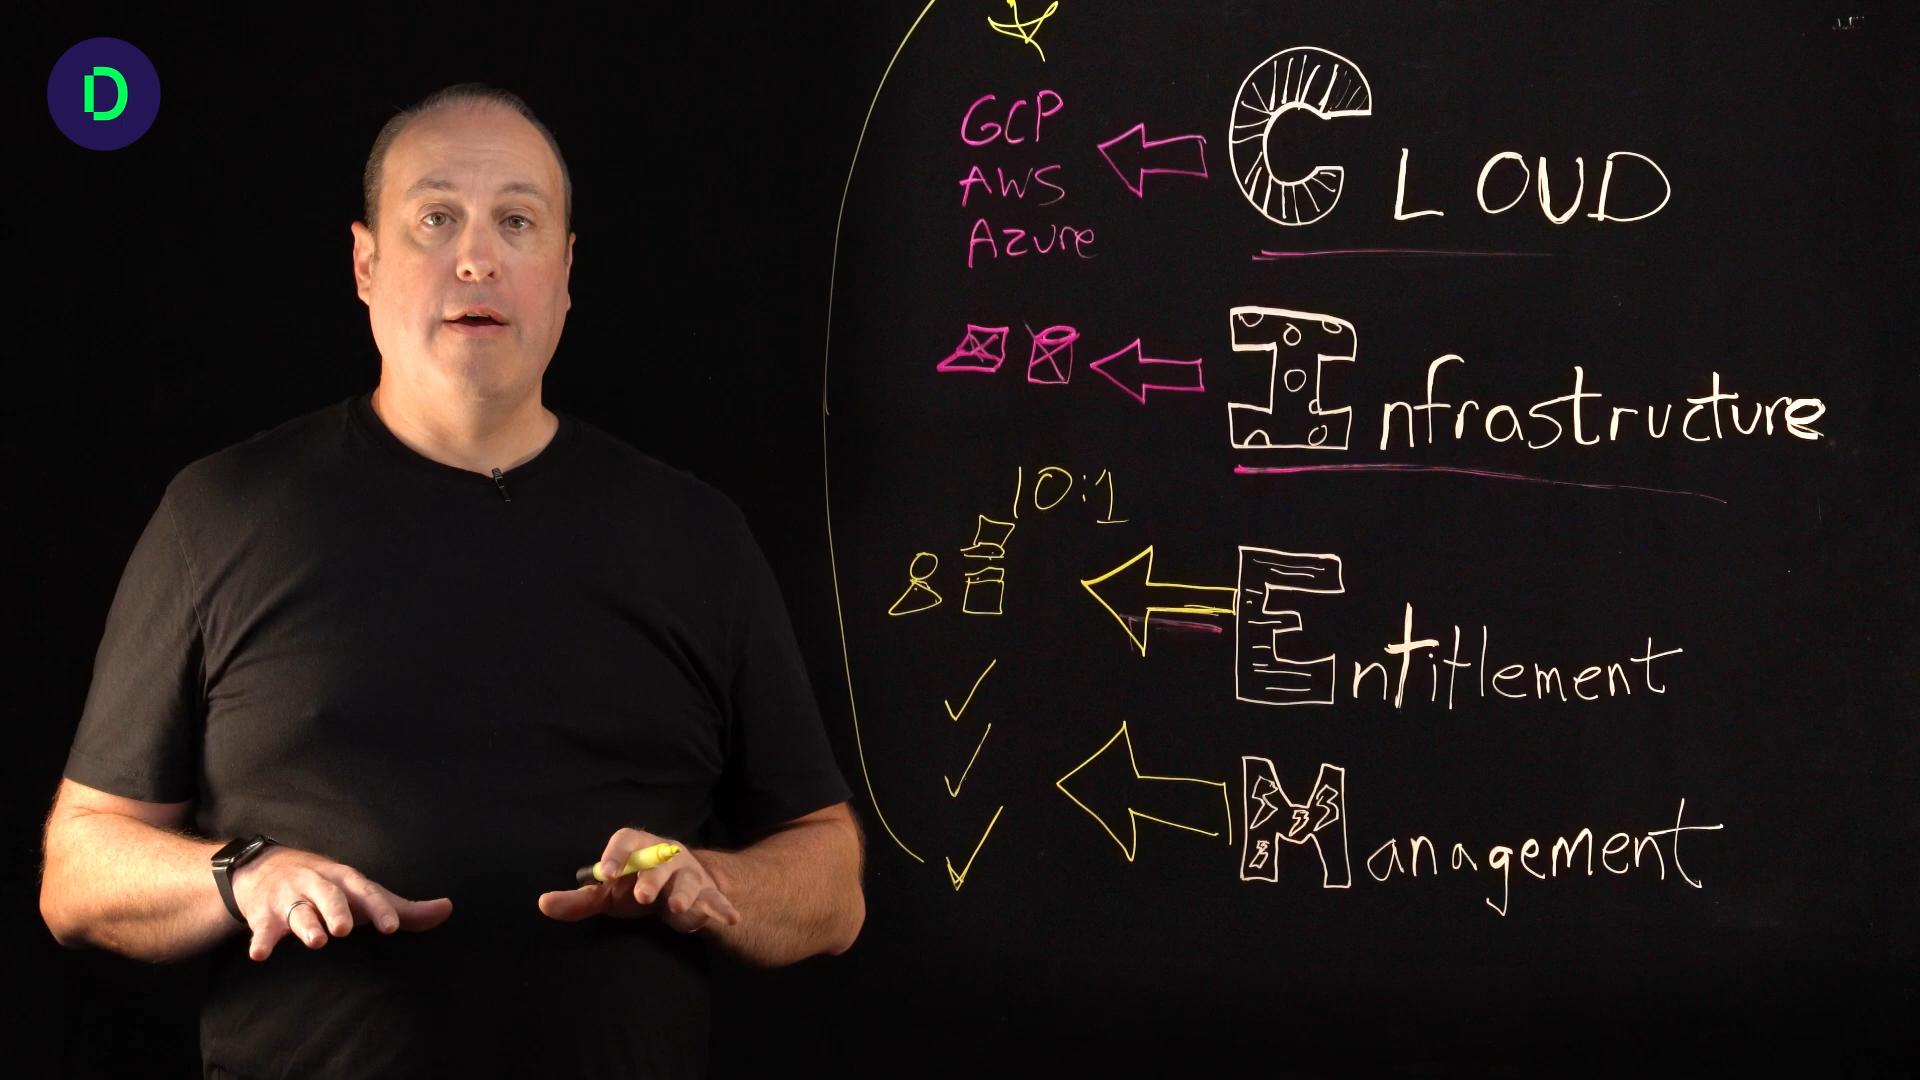 D
GCP
AWS
Azure
CLOUD
Infrastructure
10:1
Entitlement
Management